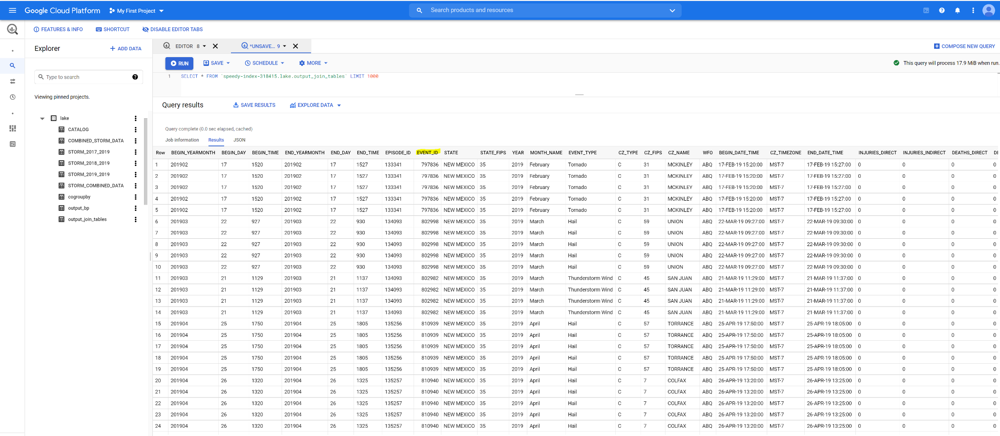 Google Cloud Platform My First Project Search products and resources
FEATURES & INFO SHORTCUT DISABLE EDITOR TABS
Explorer + ADD DATA EDITOR 8 *UNSAVE... 9 COMPOSE NEW QUERY
RUN SAVE SCHEDULE MORE This query will process 17.9 MiB when run.
Type to search
1 SELECT * FROM `speedy-index-318415.lake.output_join_tables` LIMIT 1000
Viewing pinned projects.
lake
CATALOG
COMBINED_STORM_DATA
STORM_2017_2019
STORM_2018_2019
STORM_2019_2019
STORM_COMBINED_DATA
cogroupby
output_bp
output_join_tables
Query results SAVE RESULTS EXPLORE DATA
Query complete (0.0 sec elapsed, cached)
Job information Results JSON
Row BEGIN_YEARMONTH BEGIN_DAY BEGIN_TIME END_YEARMONTH END_DAY END_TIME EPISODE_ID EVENT_ID STATE STATE_FIPS YEAR MONTH_NAME EVENT_TYPE CZ_TYPE CZ_FIPS CZ_NAME WFO BEGIN_DATE_TIME CZ_TIMEZONE END_DATE_TIME INJURIES_DIRECT INJURIES_INDIRECT DEATHS_DIRECT DE
1 201902 17 1520 201902 17 1527 133341 797836 NEW MEXICO 35 2019 February Tornado C 31 MCKINLEY ABQ 17-FEB-19 15:20:00 MST-7 17-FEB-19 15:27:00 0 0 0 0
2 201902 17 1520 201902 17 1527 133341 797836 NEW MEXICO 35 2019 February Tornado C 31 MCKINLEY ABQ 17-FEB-19 15:20:00 MST-7 17-FEB-19 15:27:00 0 0 0 0
3 201902 17 1520 201902 17 1527 133341 797836 NEW MEXICO 35 2019 February Tornado C 31 MCKINLEY ABQ 17-FEB-19 15:20:00 MST-7 17-FEB-19 15:27:00 0 0 0 0
4 201902 17 1520 201902 17 1527 133341 797836 NEW MEXICO 35 2019 February Tornado C 31 MCKINLEY ABQ 17-FEB-19 15:20:00 MST-7 17-FEB-19 15:27:00 0 0 0 0
5 201902 17 1520 201902 17 1527 133341 797836 NEW MEXICO 35 2019 February Tornado C 31 MCKINLEY ABQ 17-FEB-19 15:20:00 MST-7 17-FEB-19 15:27:00 0 0 0 0
6 201903 22 927 201903 22 930 134093 802998 NEW MEXICO 35 2019 March Hail C 59 UNION ABQ 22-MAR-19 09:27:00 MST-7 22-MAR-19 09:30:00 0 0 0 0
7 201903 22 927 201903 22 930 134093 802998 NEW MEXICO 35 2019 March Hail C 59 UNION ABQ 22-MAR-19 09:27:00 MST-7 22-MAR-19 09:30:00 0 0 0 0
8 201903 22 927 201903 22 930 134093 802998 NEW MEXICO 35 2019 March Hail C 59 UNION ABQ 22-MAR-19 09:27:00 MST-7 22-MAR-19 09:30:00 0 0 0 0
9 201903 22 927 201903 22 930 134093 802998 NEW MEXICO 35 2019 March Hail C 59 UNION ABQ 22-MAR-19 09:27:00 MST-7 22-MAR-19 09:30:00 0 0 0 0
10 201903 22 927 201903 22 930 134093 802998 NEW MEXICO 35 2019 March Hail C 59 UNION ABQ 22-MAR-19 09:27:00 MST-7 22-MAR-19 09:30:00 0 0 0 0
11 201903 21 1129 201903 21 1137 134093 802982 NEW MEXICO 35 2019 March Thunderstorm Wind C 45 SAN JUAN ABQ 21-MAR-19 11:29:00 MST-7 21-MAR-19 11:37:00 0 0 0 0
12 201903 21 1129 201903 21 1137 134093 802982 NEW MEXICO 35 2019 March Thunderstorm Wind C 45 SAN JUAN ABQ 21-MAR-19 11:29:00 MST-7 21-MAR-19 11:37:00 0 0 0 0
13 201903 21 1129 201903 21 1137 134093 802982 NEW MEXICO 35 2019 March Thunderstorm Wind C 45 SAN JUAN ABQ 21-MAR-19 11:29:00 MST-7 21-MAR-19 11:37:00 0 0 0 0
14 201903 21 1129 201903 21 1137 134093 802982 NEW MEXICO 35 2019 March Thunderstorm Wind C 45 SAN JUAN ABQ 21-MAR-19 11:29:00 MST-7 21-MAR-19 11:37:00 0 0 0 0
15 201904 25 1750 201904 25 1805 135256 810939 NEW MEXICO 35 2019 April Hail C 57 TORRANCE ABQ 25-APR-19 17:50:00 MST-7 25-APR-19 18:05:00 0 0 0 0
16 201904 25 1750 201904 25 1805 135256 810939 NEW MEXICO 35 2019 April Hail C 57 TORRANCE ABQ 25-APR-19 17:50:00 MST-7 25-APR-19 18:05:00 0 0 0 0
17 201904 25 1750 201904 25 1805 135256 810939 NEW MEXICO 35 2019 April Hail C 57 TORRANCE ABQ 25-APR-19 17:50:00 MST-7 25-APR-19 18:05:00 0 0 0 0
18 201904 25 1750 201904 25 1805 135256 810939 NEW MEXICO 35 2019 April Hail C 57 TORRANCE ABQ 25-APR-19 17:50:00 MST-7 25-APR-19 18:05:00 0 0 0 0
19 201904 25 1750 201904 25 1805 135256 810939 NEW MEXICO 35 2019 April Hail C 57 TORRANCE ABQ 25-APR-19 17:50:00 MST-7 25-APR-19 18:05:00 0 0 0 0
20 201904 26 1320 201904 26 1325 135257 810940 NEW MEXICO 35 2019 April Hail C 7 COLFAX ABQ 26-APR-19 13:20:00 MST-7 26-APR-19 13:25:00 0 0 0 0
21 201904 26 1320 201904 26 1325 135257 810940 NEW MEXICO 35 2019 April Hail C 7 COLFAX ABQ 26-APR-19 13:20:00 MST-7 26-APR-19 13:25:00 0 0 0 0
22 201904 26 1320 201904 26 1325 135257 810940 NEW MEXICO 35 2019 April Hail C 7 COLFAX ABQ 26-APR-19 13:20:00 MST-7 26-APR-19 13:25:00 0 0 0 0
23 201904 26 1320 201904 26 1325 135257 810940 NEW MEXICO 35 2019 April Hail C 7 COLFAX ABQ 26-APR-19 13:20:00 MST-7 26-APR-19 13:25:00 0 0 0 0
24 201904 26 1320 201904 26 1325 135257 810940 NEW MEXICO 35 2019 April Hail C 7 COLFAX ABQ 26-APR-19 13:20:00 MST-7 26-APR-19 13:25:00 0 0 0 0